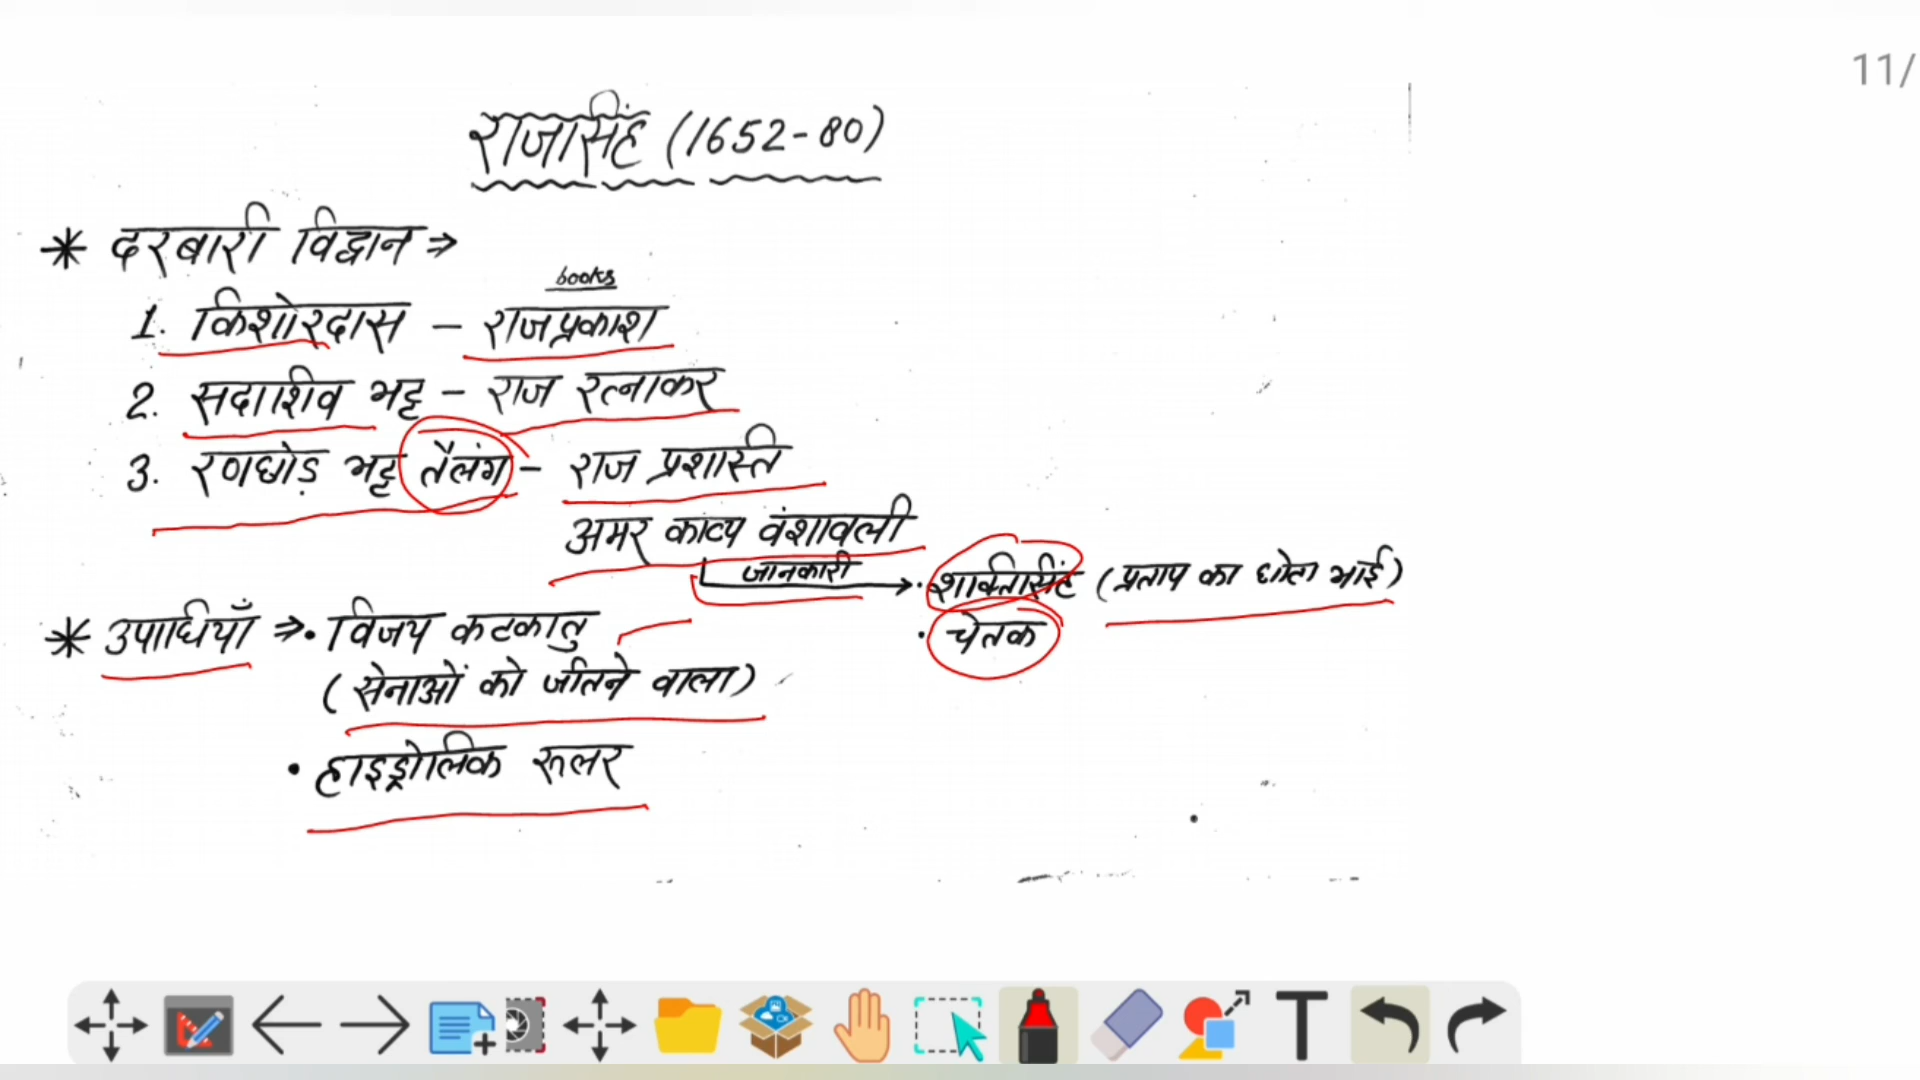 11/
राजसिंह (1652-80)
* दरबारी विद्वान ⇒
books
1. किशोरदास - राजप्रकाश
2. सदाशिव भट्ट - राज रत्नाकर
3. रणछोड़ भट्ट तैलंग - राज प्रशस्ति
अमर काव्य वंशावली
जानकारी → • शक्तिसिंह (प्रताप का छोटा भाई)
• चेतक
* उपाधियाँ ⇒ • विजय कटकातु
(सेनाओं को जीतने वाला)
• हाइड्रोलिक रूलर